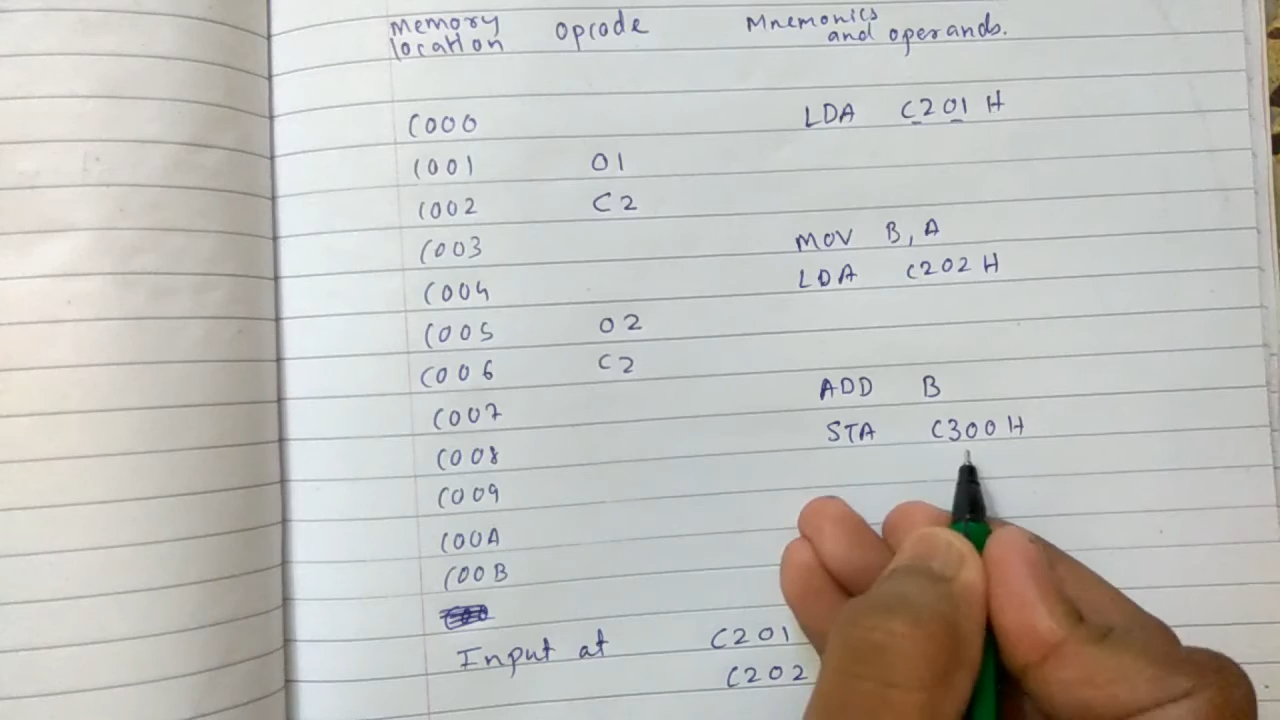 Memory location Opcode Mnemonics and operands.
C000 LDA C201 H
C001 01
C002 C2
C003 MOV B, A
C004 LDA C202 H
C005 02
C006 C2
C007 ADD B
C008 STA C300 H
C009
C00A
C00B
Input at C201
C202